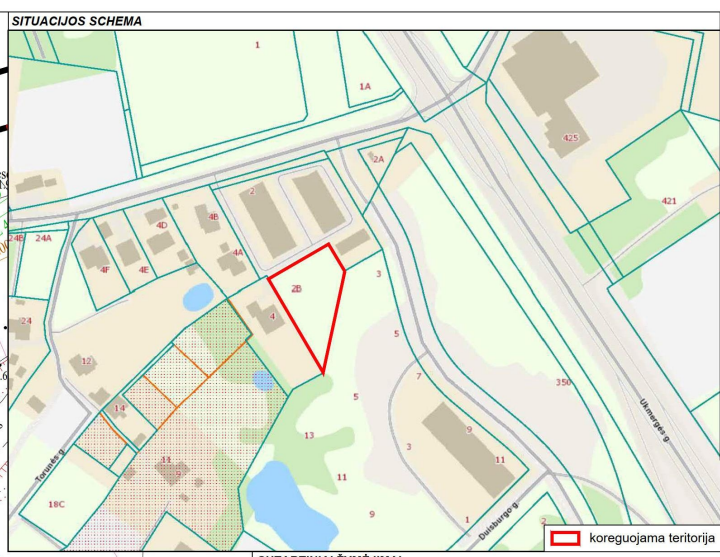 SITUACIJOS SCHEMA
1
1A
425
2A
421
2
4B
4D
24B
24A
4A
4F
4E
3
2B
24
4
5
12
7
350
5
14
Ukmergės g.
9
13
3
11
11
Torunės g.
11
18C
9
1
Duisburgo g.
2
koreguojama teritorija